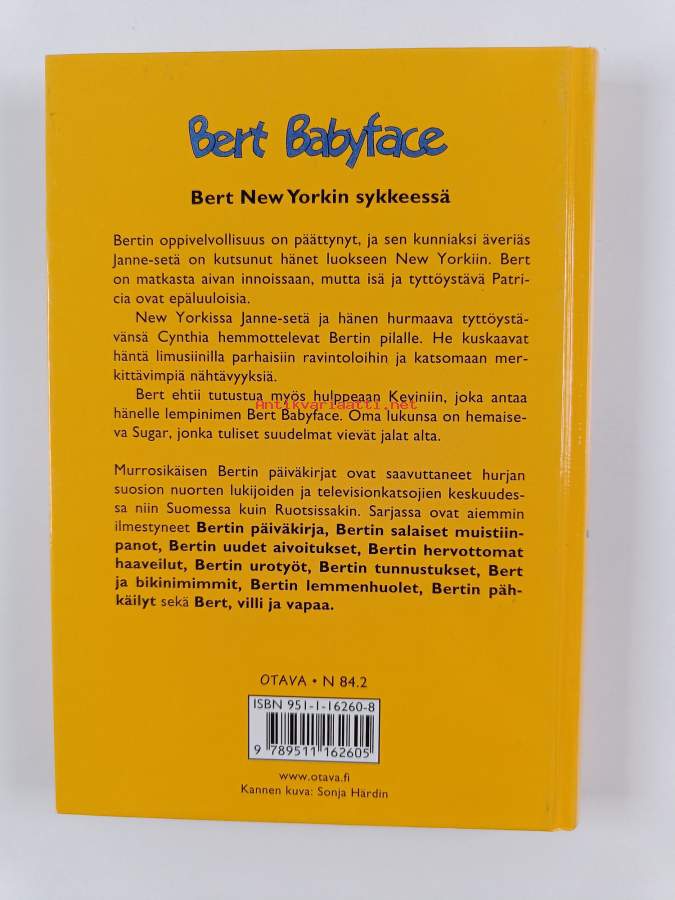 Bert Babyface
Bert New Yorkin sykkeessä
Bertin oppivelvollisuus on päättynyt, ja sen kunniaksi äveriäs
Janne-setä on kutsunut hänet luokseen New Yorkiin. Bert
on matkasta aivan innoissaan, mutta isä ja tyttöystävä Patri-
cia ovat epäluuloisia.
New Yorkissa Janne-setä ja hänen hurmaava tyttöystä-
vänsä Cynthia hemmottelevat Bertin pilalle. He kuskaavat
häntä limusiinilla parhaisiin ravintoloihin ja katsomaan mer-
kittävimpiä nähtävyyksiä.
Bert ehtii tutustua myös hulppeaan Keviniin, joka antaa
hänelle lempinimen Bert Babyface. Oma lukunsa on hemaise-
va Sugar, jonka tuliset suudelmat vievät jalat alta.
Antikvariaatti.net
Murrosikäisen Bertin päiväkirjat ovat saavuttaneet hurjan
suosion nuorten lukijoiden ja televisionkatsojien keskuudes-
sa niin Suomessa kuin Ruotsissakin. Sarjassa ovat aiemmin
ilmestyneet Bertin päiväkirja, Bertin salaiset muistiin-
panot, Bertin uudet aivoitukset, Bertin hervottomat
haaveilut, Bertin urotyöt, Bertin tunnustukset, Bert
ja bikinimimmit, Bertin lemmenhuolet, Bertin päh-
käilyt sekä Bert, villi ja vapaa.
OTAVA • N 84.2
ISBN 951-1-16260-8
9 789511 162605
www.otava.fi
Kannen kuva: Sonja Härdin